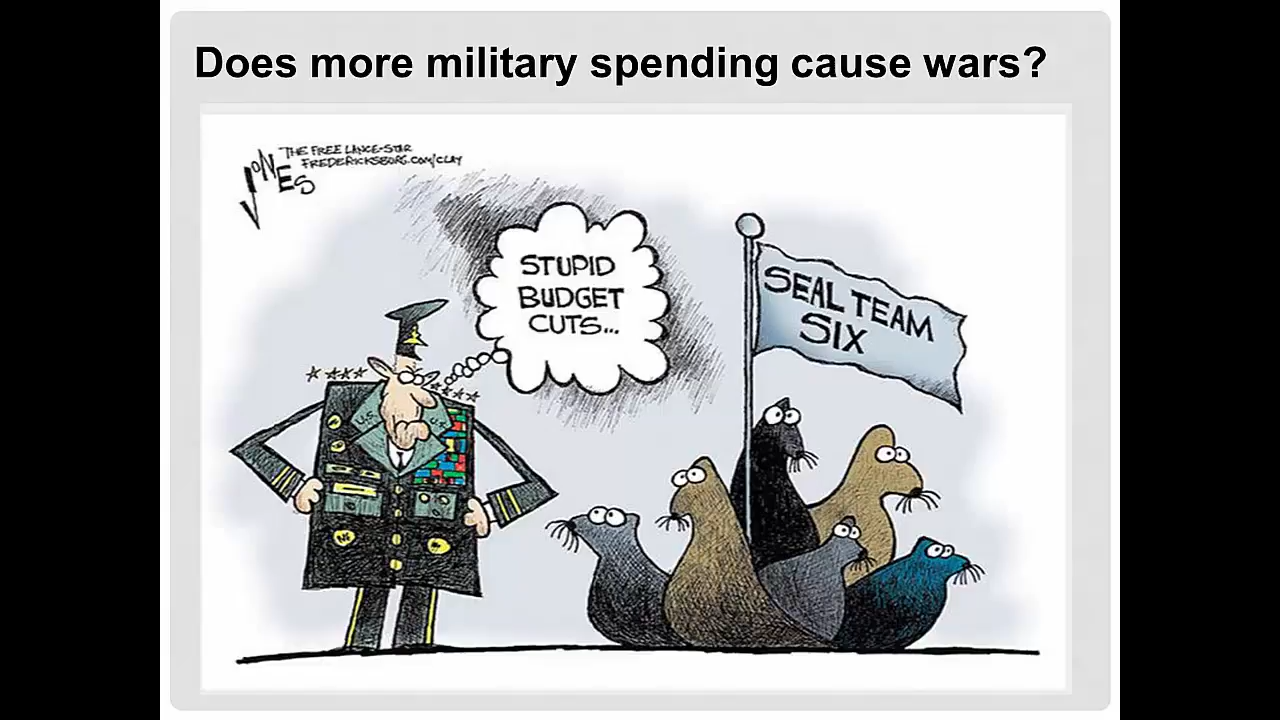 Does more military spending cause wars?
JONES
THE FREE LANCE-STAR
FREDERICKSBURG.COM/CLAY
STUPID
BUDGET
CUTS...
SEAL TEAM
SIX
U.S.
U.S.